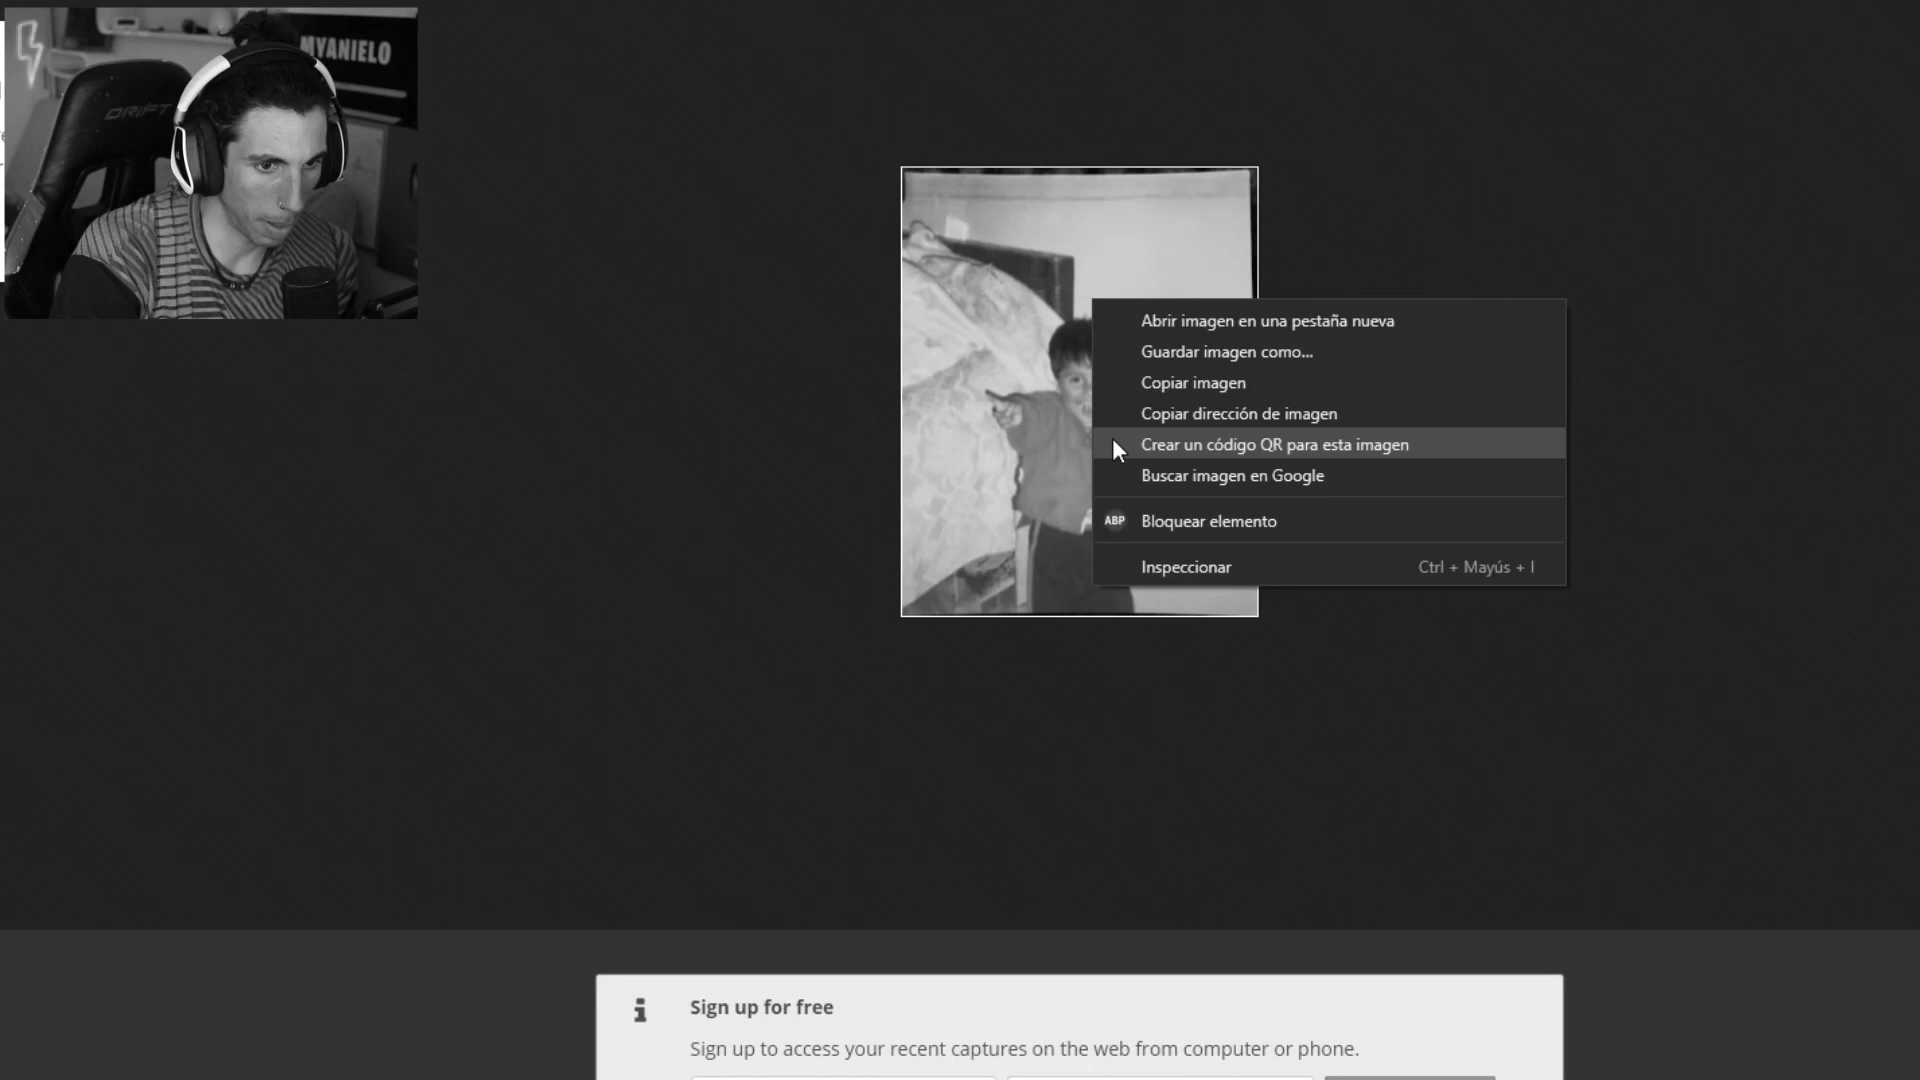 MYANIELO
DRIFT
Abrir imagen en una pestaña nueva
Guardar imagen como...
Copiar imagen
Copiar dirección de imagen
Crear un código QR para esta imagen
Buscar imagen en Google
ABP Bloquear elemento
Inspeccionar Ctrl + Mayús + I
Sign up for free
Sign up to access your recent captures on the web from computer or phone.